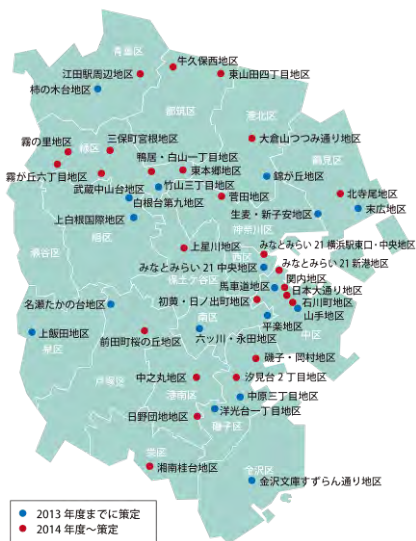 青葉区
牛久保西地区
江田駅周辺地区
東山田四丁目地区
柿の木台地区
都筑区
港北区
大倉山つつみ通り地区
鶴見区
緑区
三保町宮根地区
霧の里地区
鴨居・白山一丁目地区
東本郷地区
錦が丘地区
霧が丘六丁目地区
武蔵中山台地区
竹山三丁目地区
北寺尾地区
白根台第九地区
菅田地区
末広地区
上白根国際地区
生麦・新子安地区
旭区
神奈川区
瀬谷区
上星川地区
みなとみらい 21 横浜駅東口・中央地区
西区
みなとみらい 21 中央地区
みなとみらい 21 新港地区
保土ケ谷区
馬車道地区
関内地区
日本大通り地区
初黄・日ノ出町地区
石川町地区
名瀬たかの台地区
南区
山手地区
平楽地区
中区
上飯田地区
泉区
前田町桜の丘地区
六ッ川・永田地区
磯子・岡村地区
戸塚区
中之丸地区
汐見台 2 丁目地区
港南区
中原三丁目地区
日野団地地区
洋光台一丁目地区
磯子区
栄区
湘南桂台地区
金沢区
金沢文庫すずらん通り地区
2013 年度までに策定
2014 年度～策定